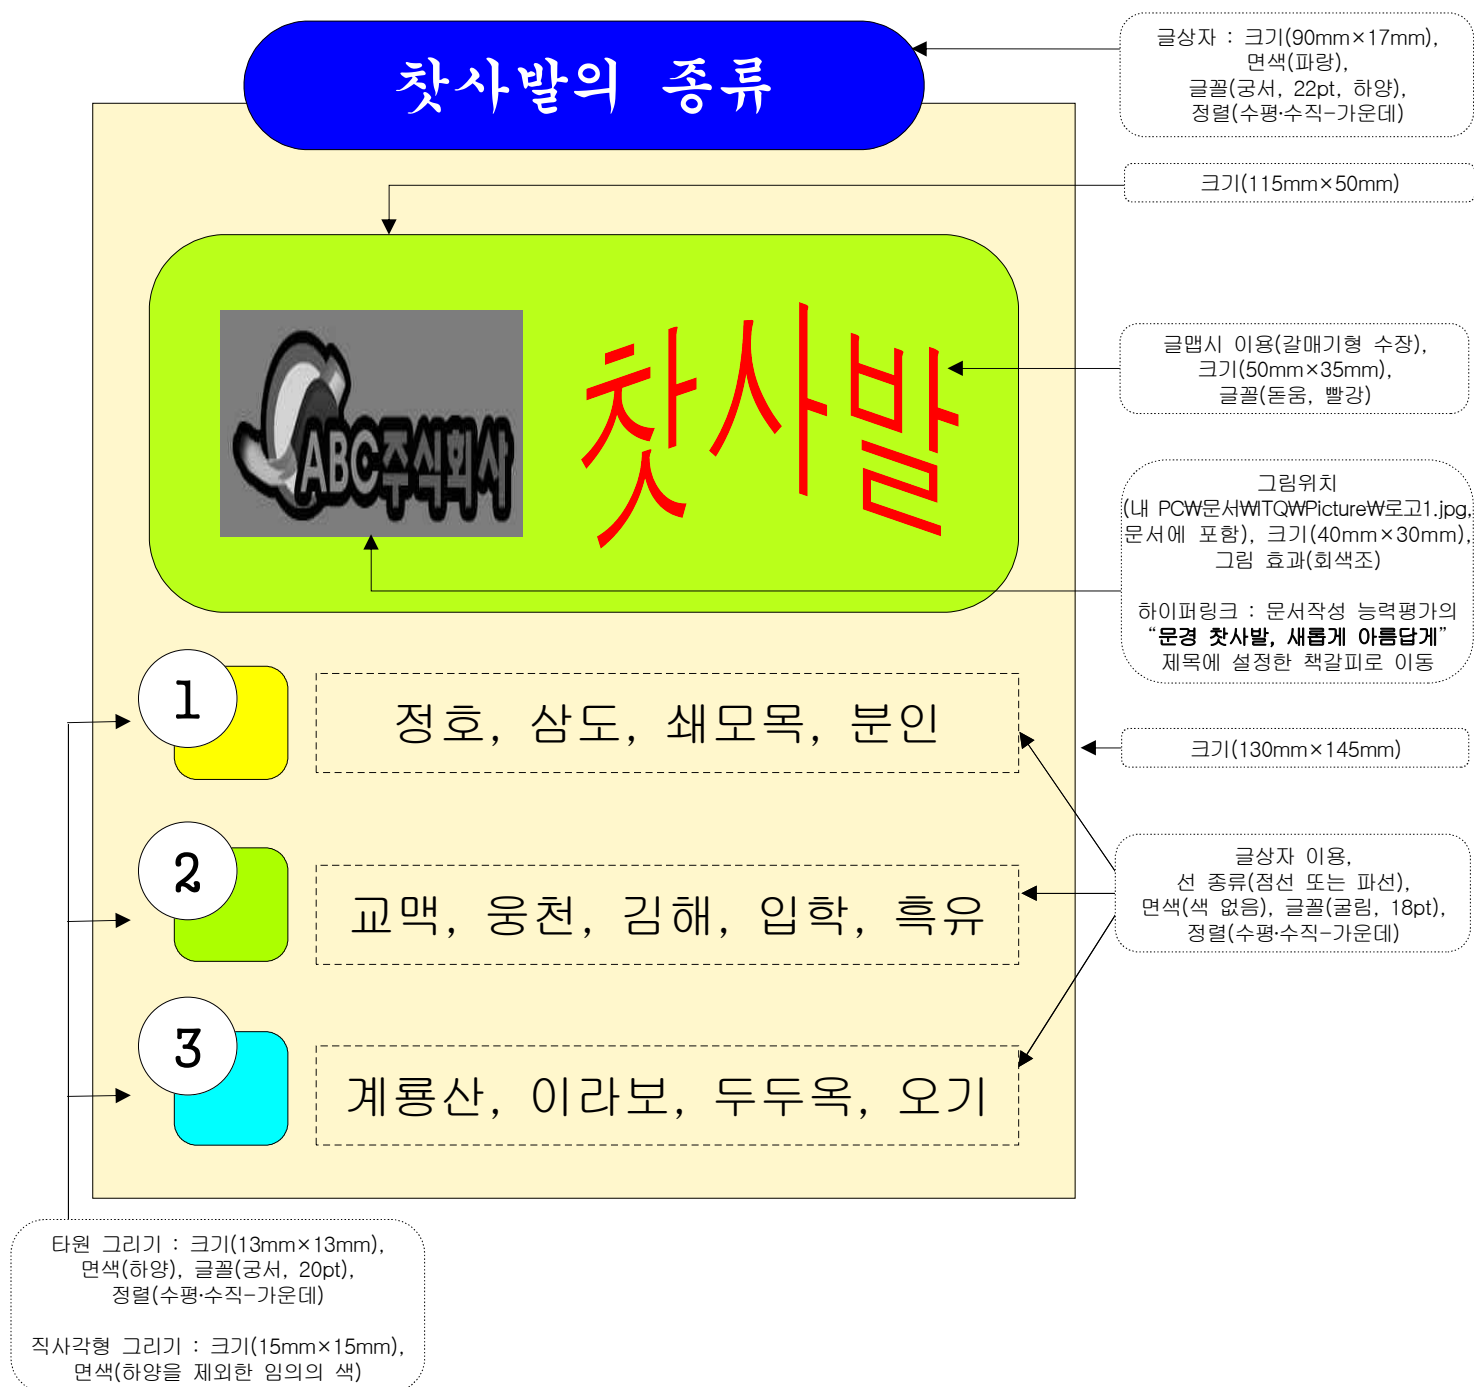 찻사발의 종류
글상자 : 크기(90mm×17mm),
면색(파랑),
글꼴(궁서, 22pt, 하양),
정렬(수평·수직-가운데)
크기(115mm×50mm)
ABC주식회사
찻사발
글맵시 이용(갈매기형 수장),
크기(50mm×35mm),
글꼴(돋움, 빨강)
그림위치
(내 PC₩문서₩ITQ₩Picture₩로고1.jpg,
문서에 포함), 크기(40mm×30mm),
그림 효과(회색조)
하이퍼링크 : 문서작성 능력평가의
“문경 찻사발, 새롭게 아름답게”
제목에 설정한 책갈피로 이동
1
정호, 삼도, 쇄모목, 분인
크기(130mm×145mm)
2
교맥, 웅천, 김해, 입학, 흑유
글상자 이용,
선 종류(점선 또는 파선),
면색(색 없음), 글꼴(굴림, 18pt),
정렬(수평·수직-가운데)
3
계룡산, 이라보, 두두옥, 오기
타원 그리기 : 크기(13mm×13mm),
면색(하양), 글꼴(궁서, 20pt),
정렬(수평·수직-가운데)
직사각형 그리기 : 크기(15mm×15mm),
면색(하양을 제외한 임의의 색)